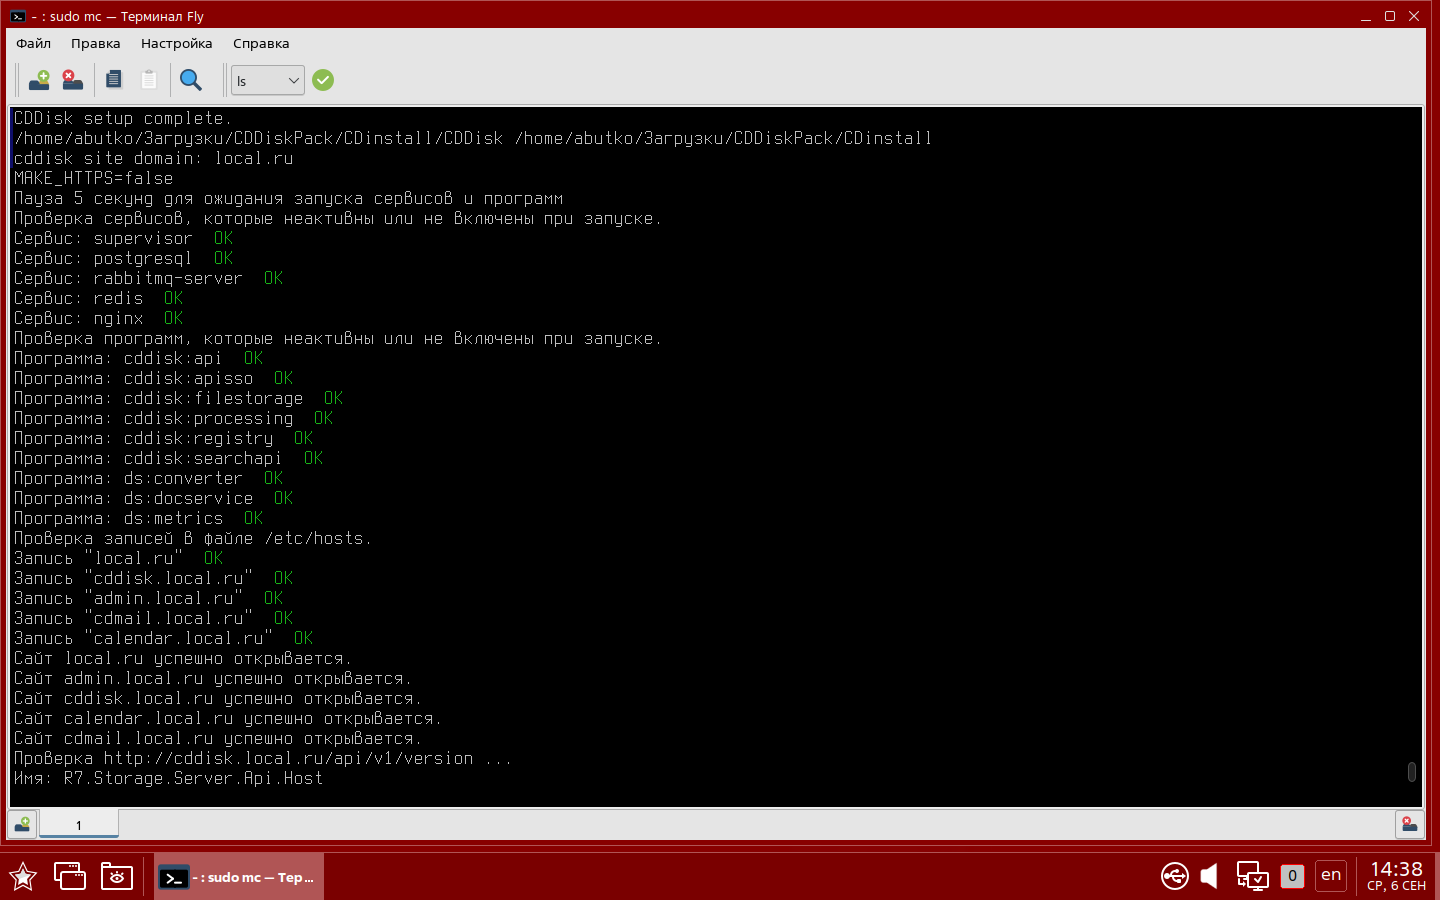 - : sudo mc — Терминал Fly
Файл Правка Настройка Справка
ls
CDDisk setup complete.
/home/abutko/Загрузки/CDDiskPack/CDinstall/CDDisk /home/abutko/Загрузки/CDDiskPack/CDinstall
cddisk site domain: local.ru
MAKE_HTTPS=false
Пауза 5 секунд для ожидания запуска сервисов и программ
Проверка сервисов, которые неактивны или не включены при запуске.
Сервис: supervisor OK
Сервис: postgresql OK
Сервис: rabbitmq-server OK
Сервис: redis OK
Сервис: nginx OK
Проверка программ, которые неактивны или не включены при запуске.
Программа: cddisk:api OK
Программа: cddisk:apisso OK
Программа: cddisk:filestorage OK
Программа: cddisk:processing OK
Программа: cddisk:registry OK
Программа: cddisk:searchapi OK
Программа: ds:converter OK
Программа: ds:docservice OK
Программа: ds:metrics OK
Проверка записей в файле /etc/hosts.
Запись "local.ru" OK
Запись "cddisk.local.ru" OK
Запись "admin.local.ru" OK
Запись "cdmail.local.ru" OK
Запись "calendar.local.ru" OK
Сайт local.ru успешно открывается.
Сайт admin.local.ru успешно открывается.
Сайт cddisk.local.ru успешно открывается.
Сайт calendar.local.ru успешно открывается.
Сайт cdmail.local.ru успешно открывается.
Проверка http://cddisk.local.ru/api/v1/version ...
Имя: R7.Storage.Server.Api.Host
1
- : sudo mc — Тер...
0
en
14:38
СР, 6 СЕН